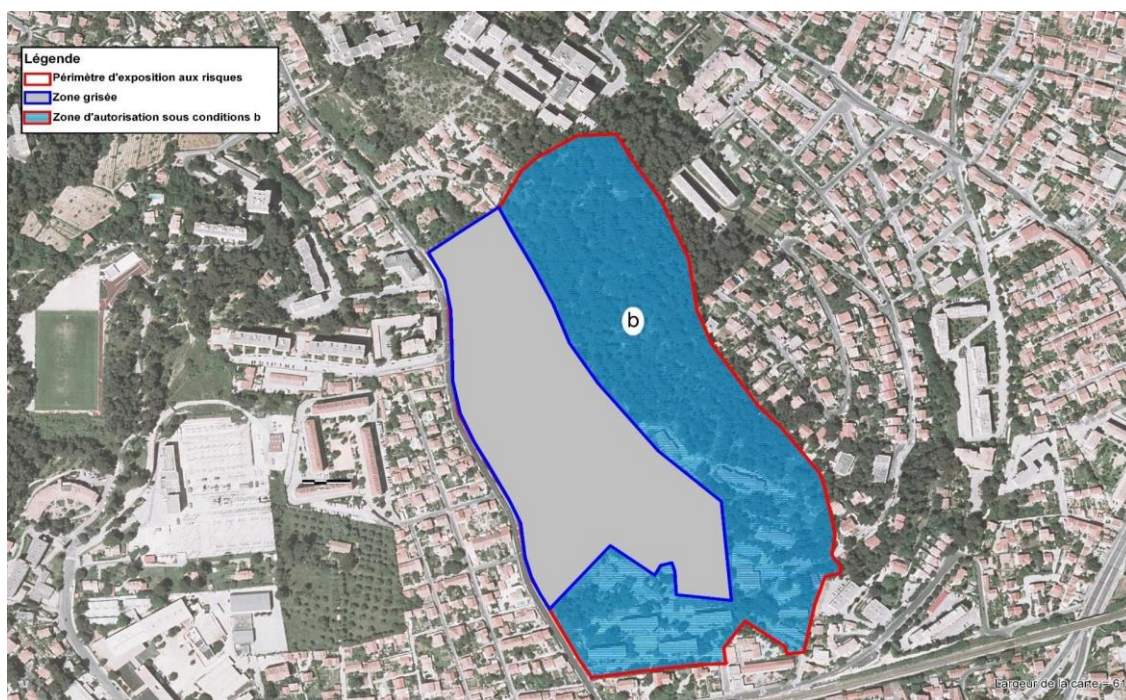 Légende
Périmètre d'exposition aux risques
Zone grisée
Zone d'autorisation sous conditions b
b
Largeur de la carte = 61